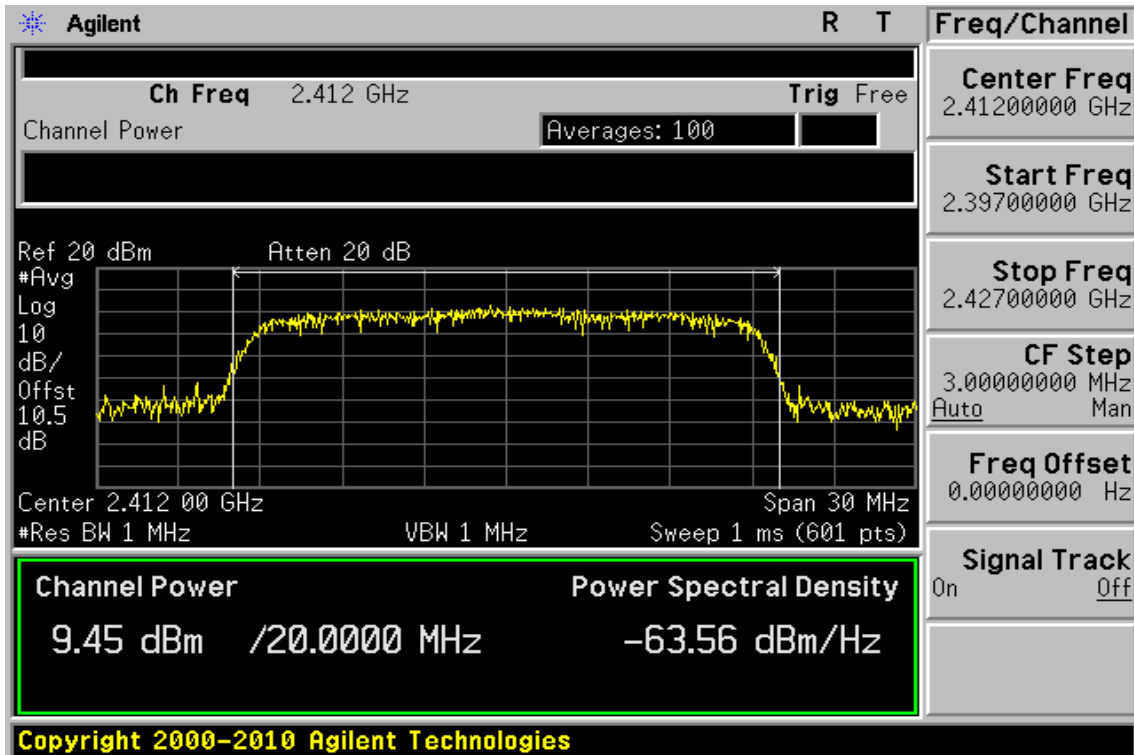 Agilent R T
Freq/Channel
Ch Freq 2.412 GHz Trig Free
Channel Power Averages: 100
Ref 20 dBm Atten 20 dB
#Avg
Log
10
dB/
Offst
10.5
dB
Center 2.412 00 GHz Span 30 MHz
#Res BW 1 MHz VBW 1 MHz Sweep 1 ms (601 pts)
Channel Power Power Spectral Density
9.45 dBm /20.0000 MHz -63.56 dBm/Hz
Center Freq
2.41200000 GHz
Start Freq
2.39700000 GHz
Stop Freq
2.42700000 GHz
CF Step
3.00000000 MHz
Auto Man
Freq Offset
0.00000000 Hz
Signal Track
On Off
Copyright 2000-2010 Agilent Technologies